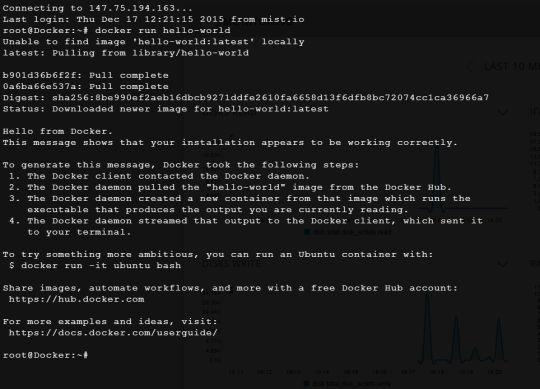 Connecting to 147.75.194.163...
Last login: Thu Dec 17 12:21:15 2015 from mist.io
root@Docker:~# docker run hello-world
Unable to find image 'hello-world:latest' locally
latest: Pulling from library/hello-world
b901d36b6f2f: Pull complete
0a6ba66e537a: Pull complete
Digest: sha256:8be990ef2aeb16dbcb9271ddfe2610fa6658d13f6dfb8bc72074cc1ca36966a7
Status: Downloaded newer image for hello-world:latest
Hello from Docker.
This message shows that your installation appears to be working correctly.
To generate this message, Docker took the following steps:
1. The Docker client contacted the Docker daemon.
2. The Docker daemon pulled the "hello-world" image from the Docker Hub.
3. The Docker daemon created a new container from that image which runs the
executable that produces the output you are currently reading.
4. The Docker daemon streamed that output to the Docker client, which sent it
to your terminal.
To try something more ambitious, you can run an Ubuntu container with:
$ docker run -it ubuntu bash
Share images, automate workflows, and more with a free Docker Hub account:
https://hub.docker.com
For more examples and ideas, visit:
https://docs.docker.com/userguide/
root@Docker:~#
LAST 10 M
DISKS WRITE